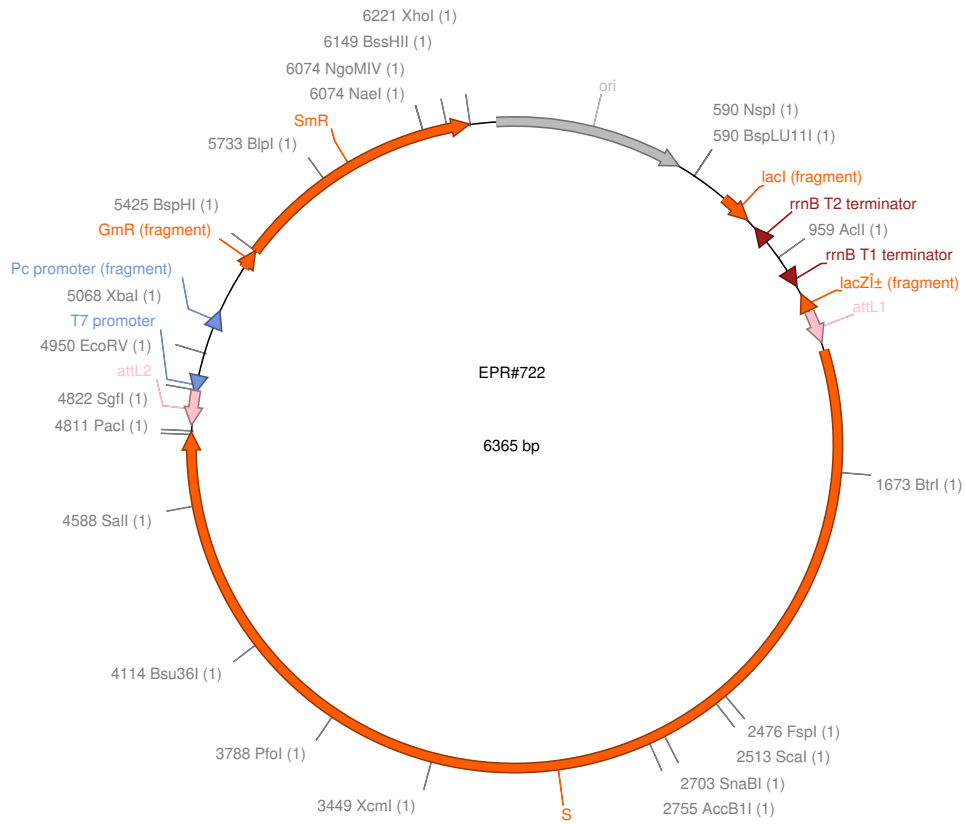 6221 XhoI (1)
6149 BssHII (1)
6074 NgoMIV (1)
6074 NaeI (1)
SmR
5733 BlpI (1)
5425 BspHI (1)
GmR (fragment)
Pc promoter (fragment)
5068 XbaI (1)
T7 promoter
4950 EcoRV (1)
attL2
4822 SgfI (1)
4811 PacI (1)
4588 SalI (1)
4114 Bsu36I (1)
3788 PfoI (1)
3449 XcmI (1)
S
ori
590 NspI (1)
590 BspLU11I (1)
lacI (fragment)
rrnB T2 terminator
959 AclI (1)
rrnB T1 terminator
lacZÎ± (fragment)
attL1
EPR#722
6365 bp
1673 BtrI (1)
2476 FspI (1)
2513 ScaI (1)
2703 SnaBI (1)
2755 AccB1I (1)